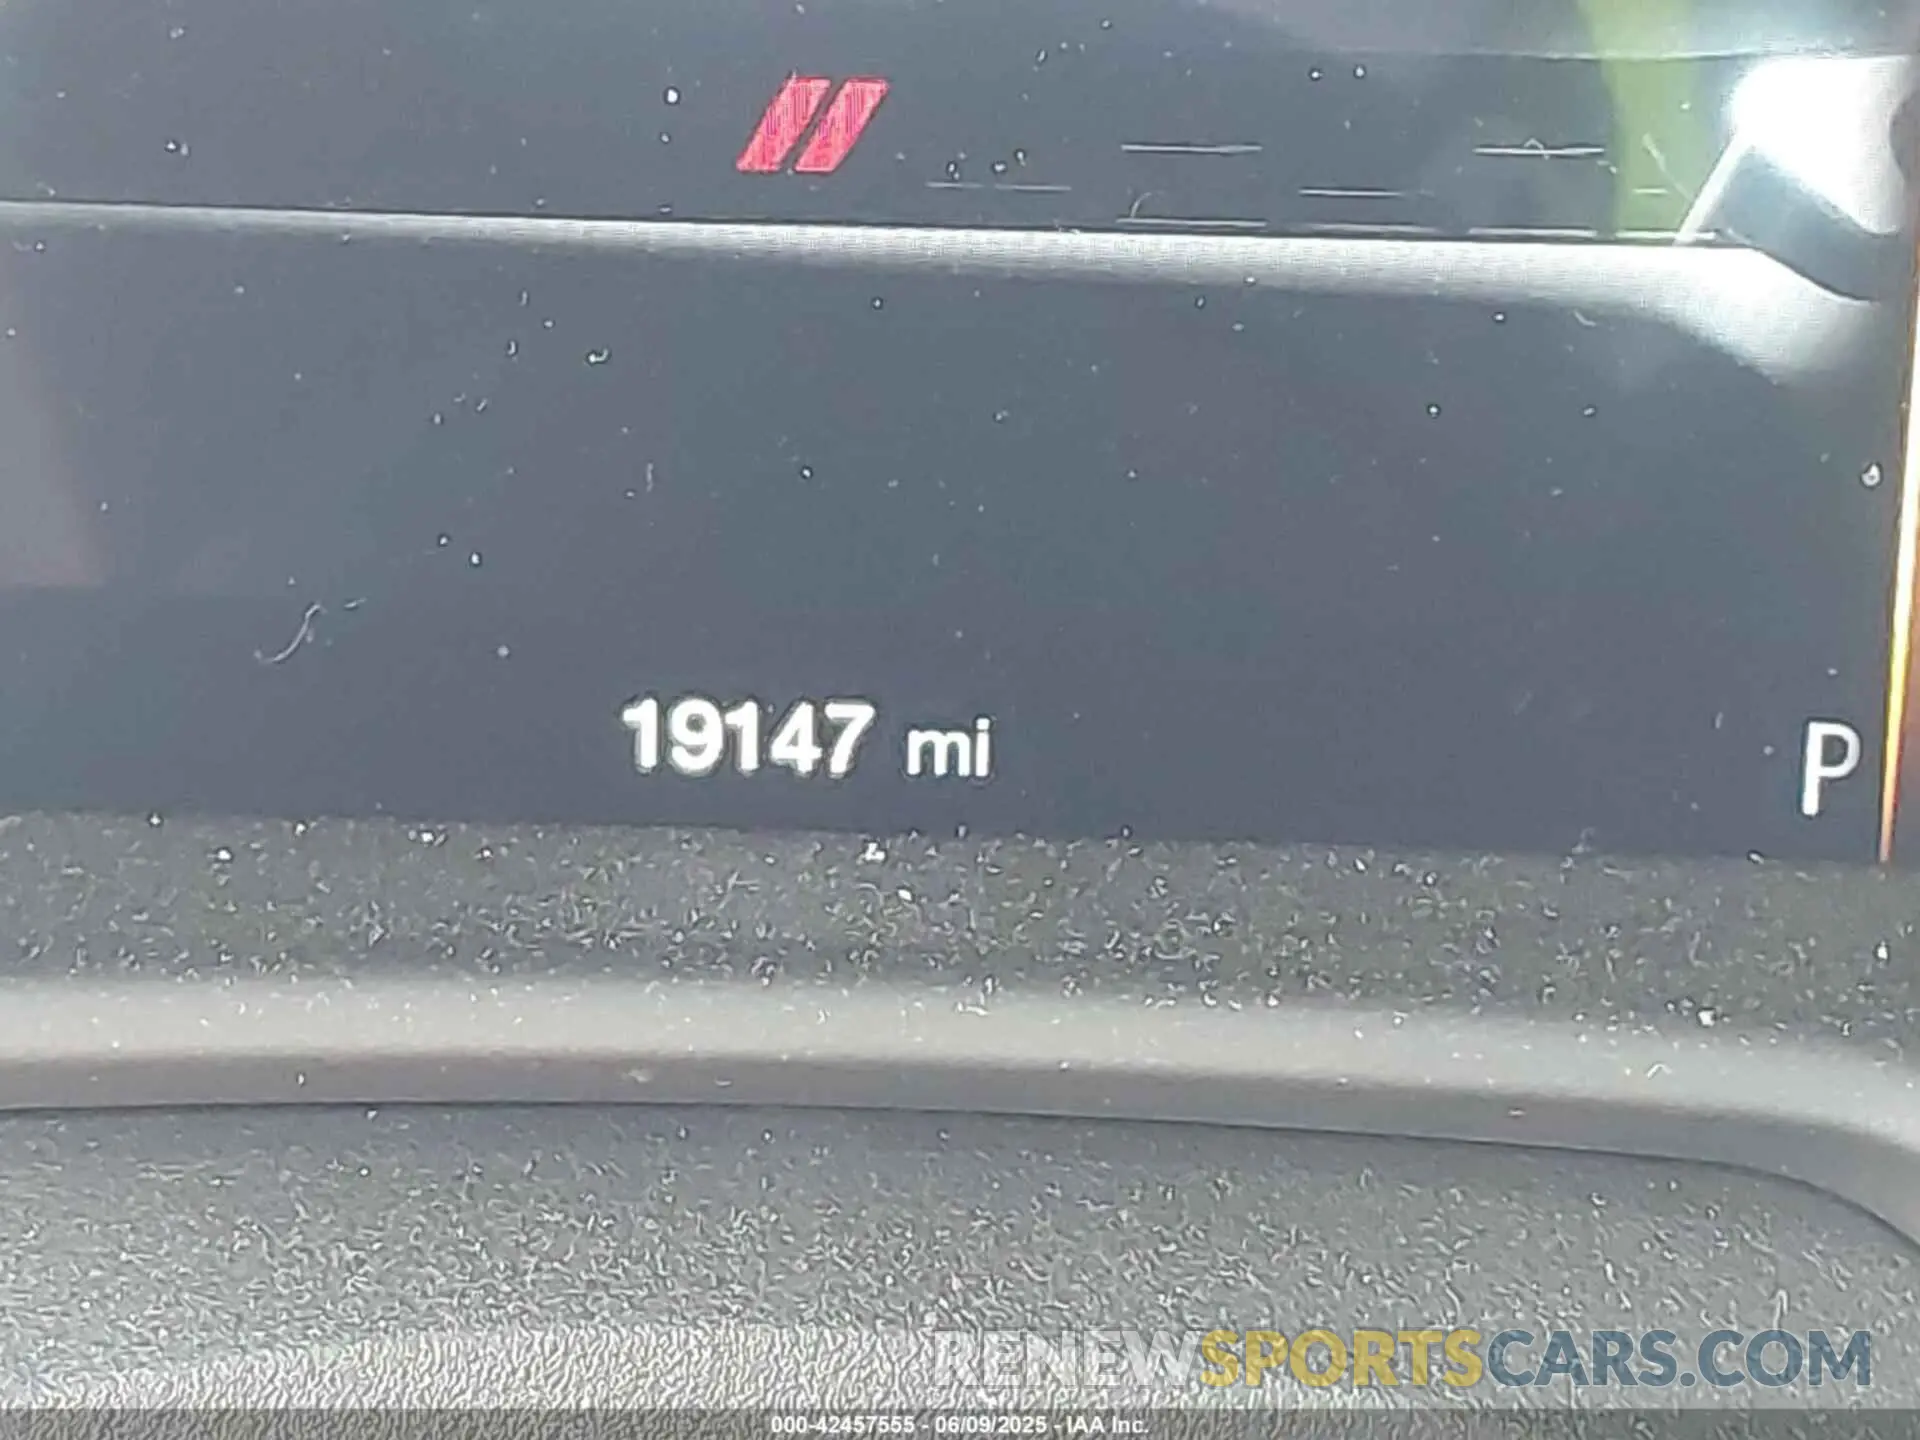 19147 mi
P
RENEWSPORTSCARS.COM
000-42457555 - 06/09/2025 - IAA Inc.